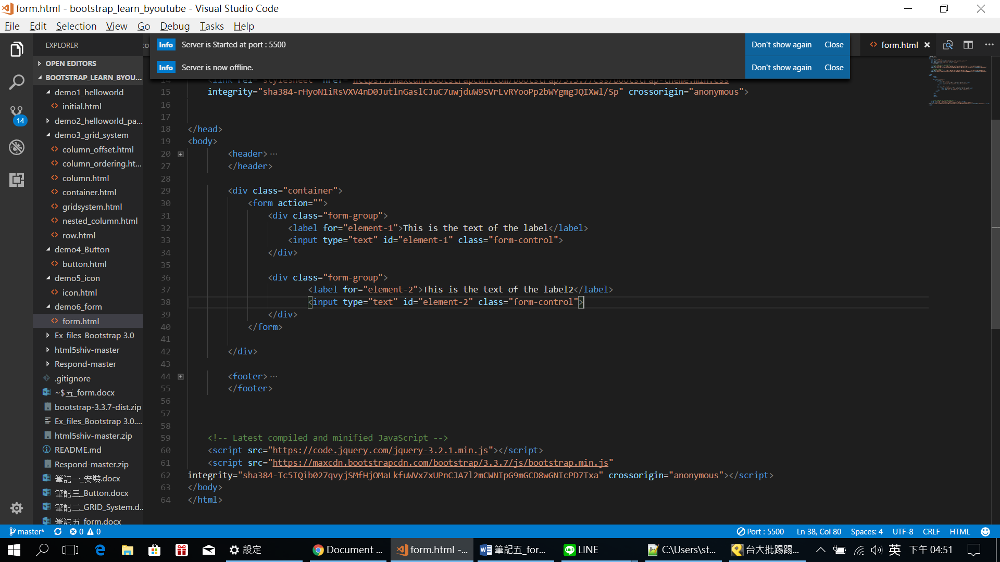 form.html - bootstrap_learn_byoutube - Visual Studio Code
File Edit Selection View Go Debug Tasks Help
EXPLORER
OPEN EDITORS
BOOTSTRAP_LEARN_BYOU...
demo1_helloworld
initial.html
demo2_helloworld_pa...
demo3_grid_system
column_offset.html
column_ordering.ht...
column.html
container.html
gridsystem.html
nested_column.html
row.html
demo4_Button
button.html
demo5_icon
icon.html
demo6_form
form.html
Ex_files_Bootstrap 3.0
html5shiv-master
Respond-master
.gitignore
~$五_form.docx
bootstrap-3.3.7-dist.zip
Ex_files_Bootstrap 3.0....
html5shiv-master.zip
README.md
Respond-master.zip
筆記一_安裝.docx
筆記三_Button.docx
筆記二_GRID_System.d...
筆記五_form.docx
14
Info Server is Started at port : 5500 Don't show again Close
Info Server is now offline. Don't show again Close
form.html
14 <link rel="stylesheet" href="https://maxcdn.bootstrapcdn.com/bootstrap/3.3.7/css/bootstrap-theme.min.css"
15 integrity="sha384-rHyoN1iRsVXV4nD0JutlnGaslCJuC7uwjduW9SVrLvRYooPp2bWYgmgJQIXwl/Sp" crossorigin="anonymous">
16
17
18 </head>
19 <body>
20 <header>...
27 </header>
28
29 <div class="container">
30 <form action="">
31 <div class="form-group">
32 <label for="element-1">This is the text of the label</label>
33 <input type="text" id="element-1" class="form-control">
34 </div>
35
36 <div class="form-group">
37 <label for="element-2">This is the text of the label2</label>
38 <input type="text" id="element-2" class="form-control">
39 </div>
40 </form>
41
42 </div>
43
44 <footer>...
55 </footer>
56
57
58
59 <!-- Latest compiled and minified JavaScript -->
60 <script src="https://code.jquery.com/jquery-3.2.1.min.js"></script>
61 <script src="https://maxcdn.bootstrapcdn.com/bootstrap/3.3.7/js/bootstrap.min.js"
62 integrity="sha384-Tc5IQib027qvyjSMfHjOMaLkfuWVxZxUPnCJA7l2mCWNIpG9mGCD8wGNIcPD7Txa" crossorigin="anonymous"></script>
63 </body>
64 </html>
master* 0 0 Port : 5500 Ln 38, Col 80 Spaces: 4 UTF-8 CRLF HTML
設定 Document ... form.html -... 筆記五_for... LINE C:\Users\st... 台大批踢踢... 英 下午 04:51